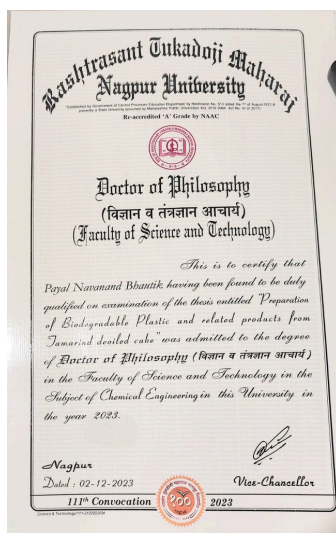 Rashtrasant Tukadoji Maharaj
Nagpur University
Re-accredited 'A' Grade by NAAC
Doctor of Philosophy
(विज्ञान व तंत्रज्ञान आचार्य)
(Faculty of Science and Technology)
This is to certify that
Payal Navanand Bhautik having been found to be duly
qualified on examination of the thesis entitled "Preparation
of Biodegradable Plastic and related products from
Tamarind deoiled cake" was admitted to the degree
of Doctor of Philosophy (विज्ञान व तंत्रज्ञान आचार्य)
in the Faculty of Science and Technology in the
Subject of Chemical Engineering in this University in
the year 2023.
Nagpur
Vice-Chancellor
Dated : 02-12-2023
111th Convocation
2023